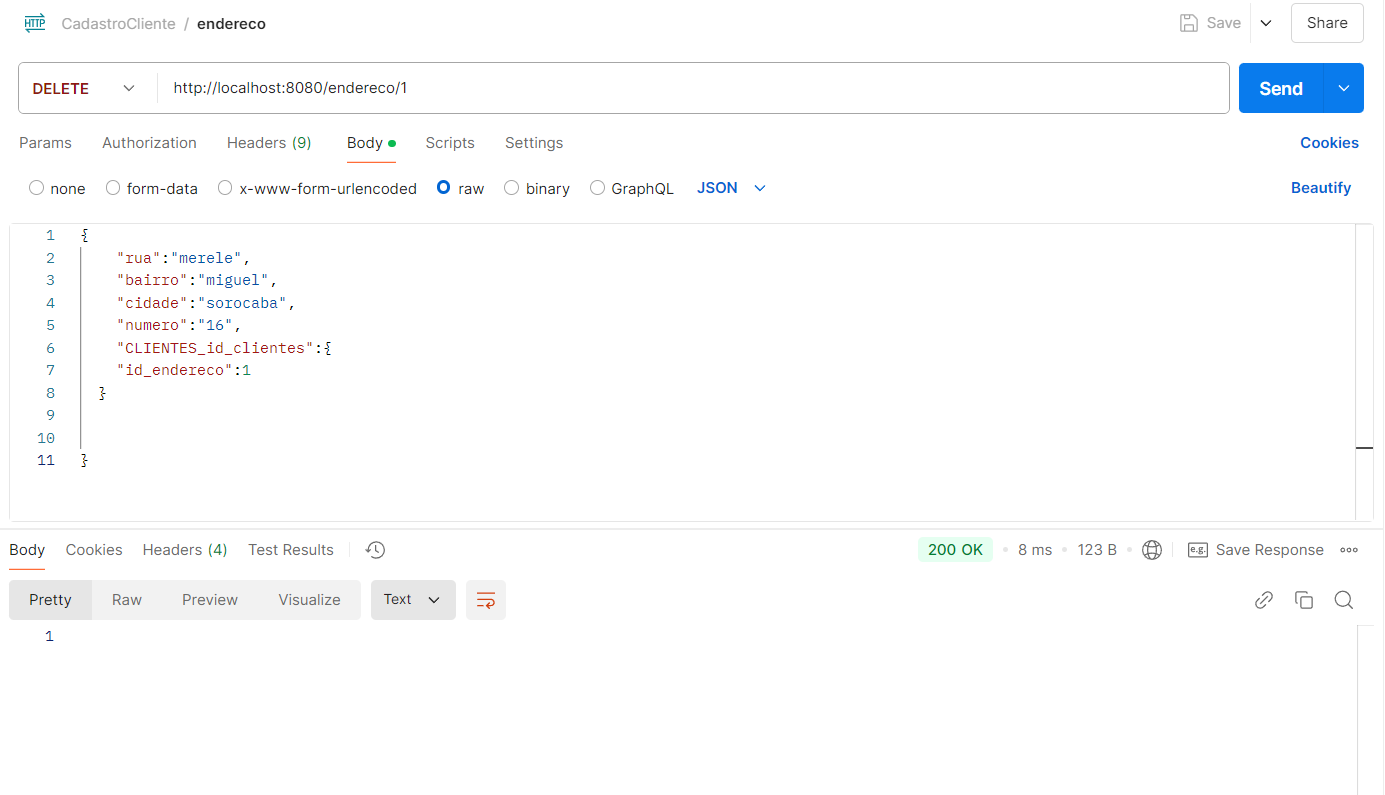 HTTP CadastroCliente / endereco Save Share
DELETE http://localhost:8080/endereco/1 Send
Params Authorization Headers (9) Body Scripts Settings Cookies
none form-data x-www-form-urlencoded raw binary GraphQL JSON Beautify
1 {
2 "rua":"merele",
3 "bairro":"miguel",
4 "cidade":"sorocaba",
5 "numero":"16",
6 "CLIENTES_id_clientes":{
7 "id_endereco":1
8 }
9
10
11 }
Body Cookies Headers (4) Test Results 200 OK 8 ms 123 B e.g. Save Response
Pretty Raw Preview Visualize Text
1